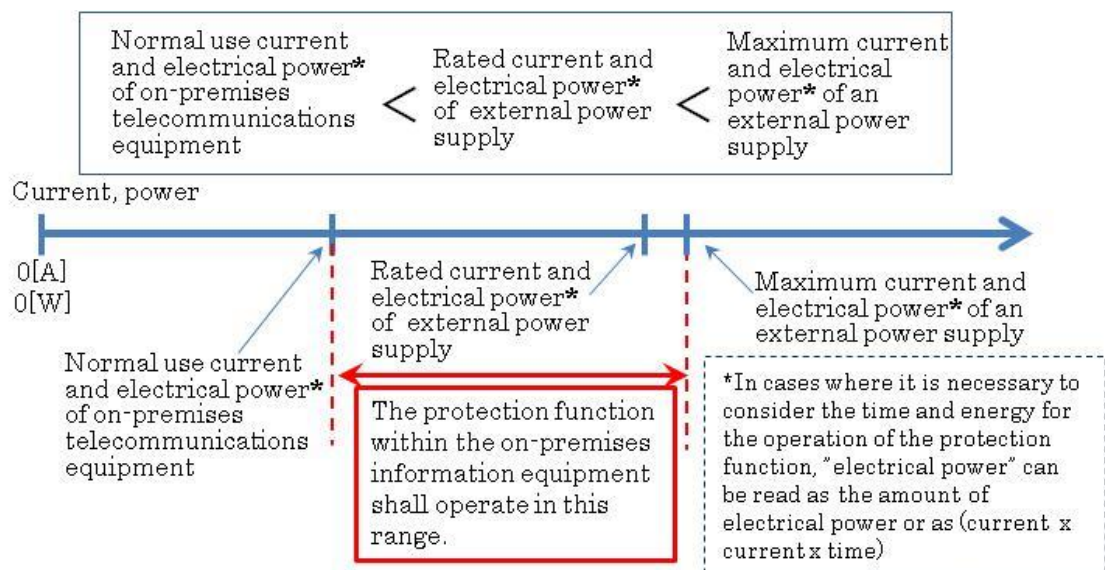 Normal use current
and electrical power*
of on-premises
telecommunications
equipment
<
Rated current and
electrical power*
of external power
supply
<
Maximum current
and electrical
power* of an
external power
supply
Current, power
0[A]
0[W]
Rated current and
electrical power*
of external power
supply
Maximum current and
electrical power* of an
external power supply
Normal use current
and electrical power*
of on-premises
telecommunications
equipment
The protection function
within the on-premises
information equipment
shall operate in this
range.
*In cases where it is necessary to
consider the time and energy for
the operation of the protection
function, "electrical power" can
be read as the amount of
electrical power or as (current x
current x time)